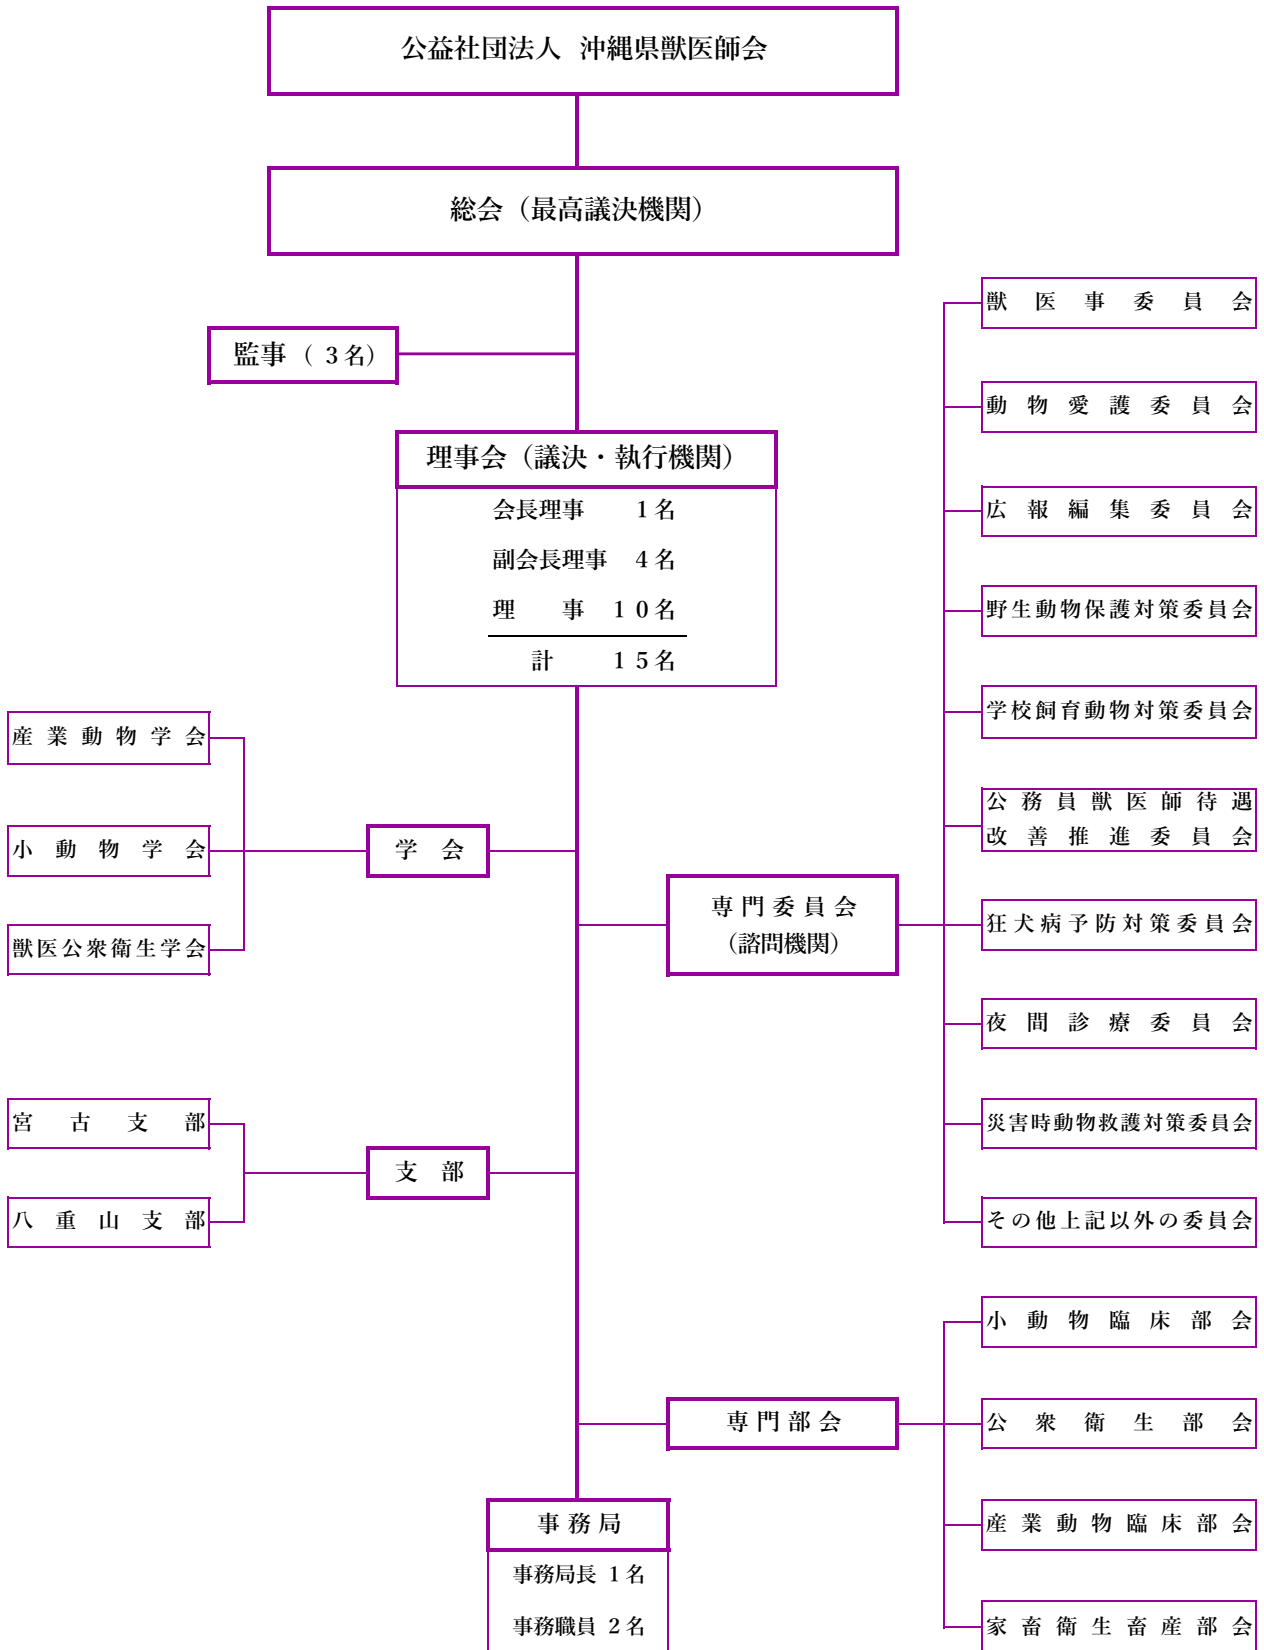 公益社団法人 沖縄県獣医師会
総会（最高議決機関）
監事（ 3名）
理事会（議決・執行機関）
会長理事 1名
副会長理事 4名
理 事 10名
計 15名
産業動物学会
小動物学会
獣医公衆衛生学会
学 会
宮古支部
八重山支部
支 部
専門委員会
（諮問機関）
獣医事委員会
動物愛護委員会
広報編集委員会
野生動物保護対策委員会
学校飼育動物対策委員会
公務員獣医師待遇
改善推進委員会
狂犬病予防対策委員会
夜間診療委員会
災害時動物救護対策委員会
その他上記以外の委員会
専門部会
小動物臨床部会
公衆衛生部会
産業動物臨床部会
家畜衛生畜産部会
事務局
事務局長 1名
事務職員 2名